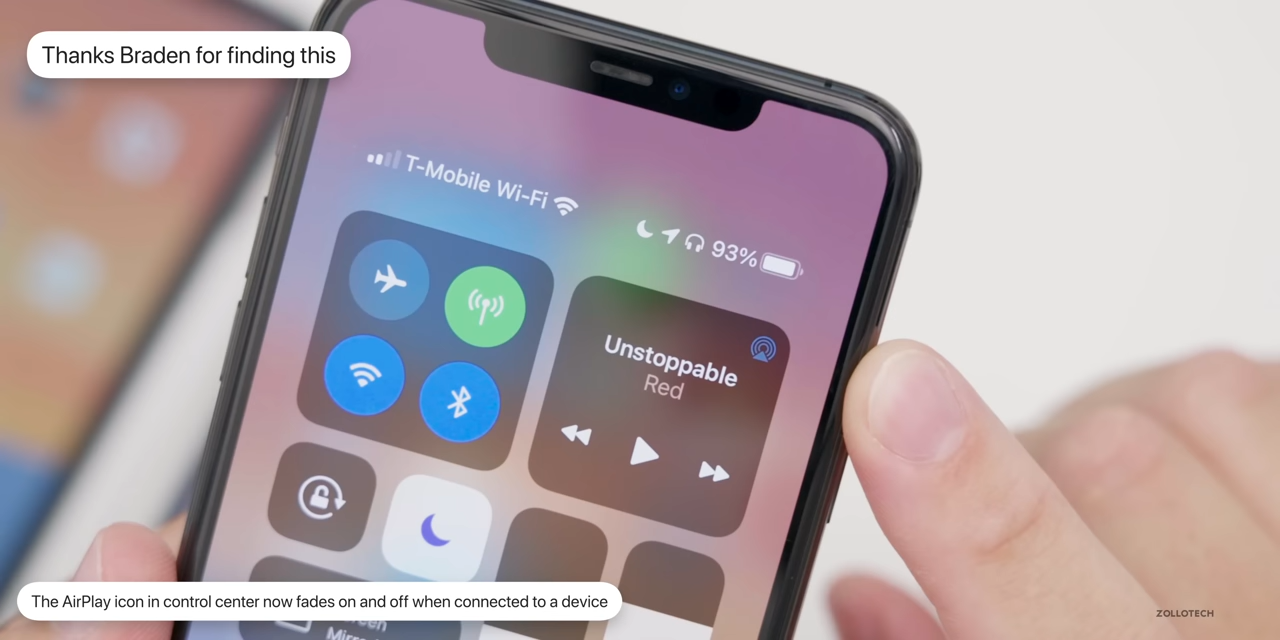 Thanks Braden for finding this
T-Mobile Wi-Fi
93%
Unstoppable
Red
The AirPlay icon in control center now fades on and off when connected to a device
ZOLLOTECH